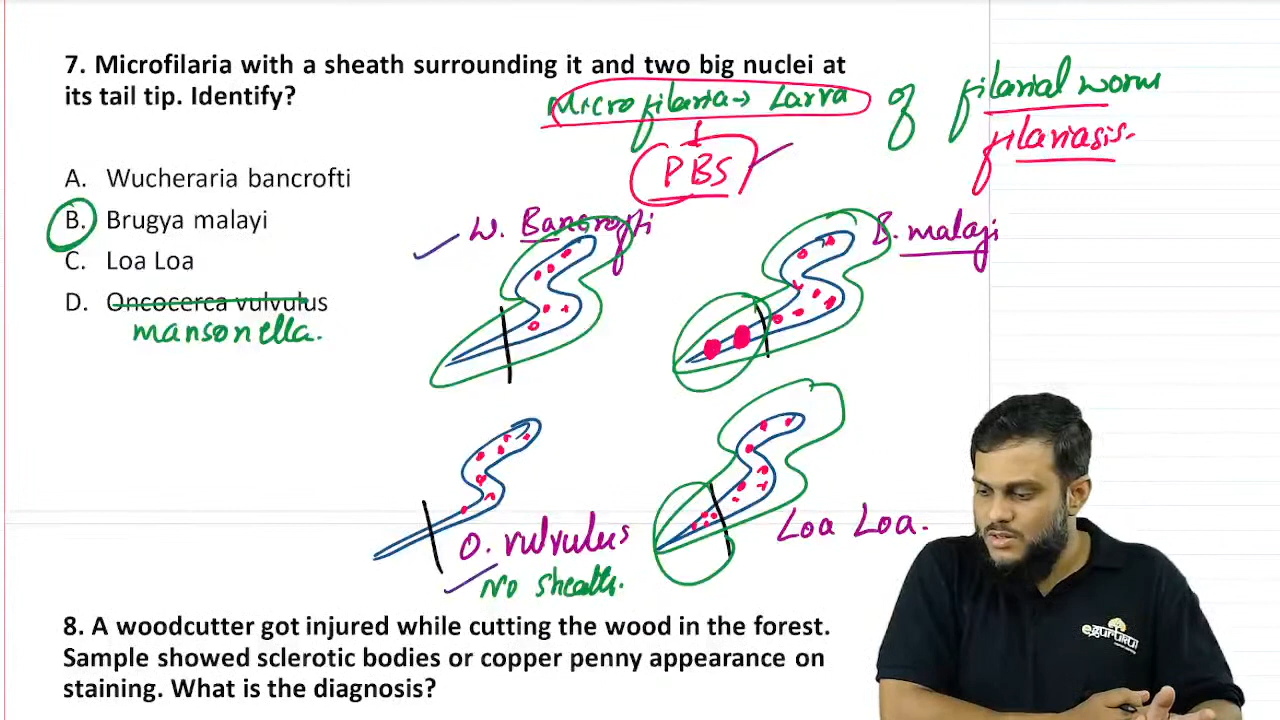 7. Microfilaria with a sheath surrounding it and two big nuclei at
its tail tip. Identify?
Microfilaria → Larva of filarial worm
filariasis.
PBS
A. Wucheraria bancrofti
B. Brugya malayi
C. Loa Loa
D. Oncocerca vulvulus
mansonella.
W. Bancrofti
B. malayi
O. vulvulus
No sheath.
Loa Loa.
8. A woodcutter got injured while cutting the wood in the forest.
Sample showed sclerotic bodies or copper penny appearance on
staining. What is the diagnosis?
egurukul